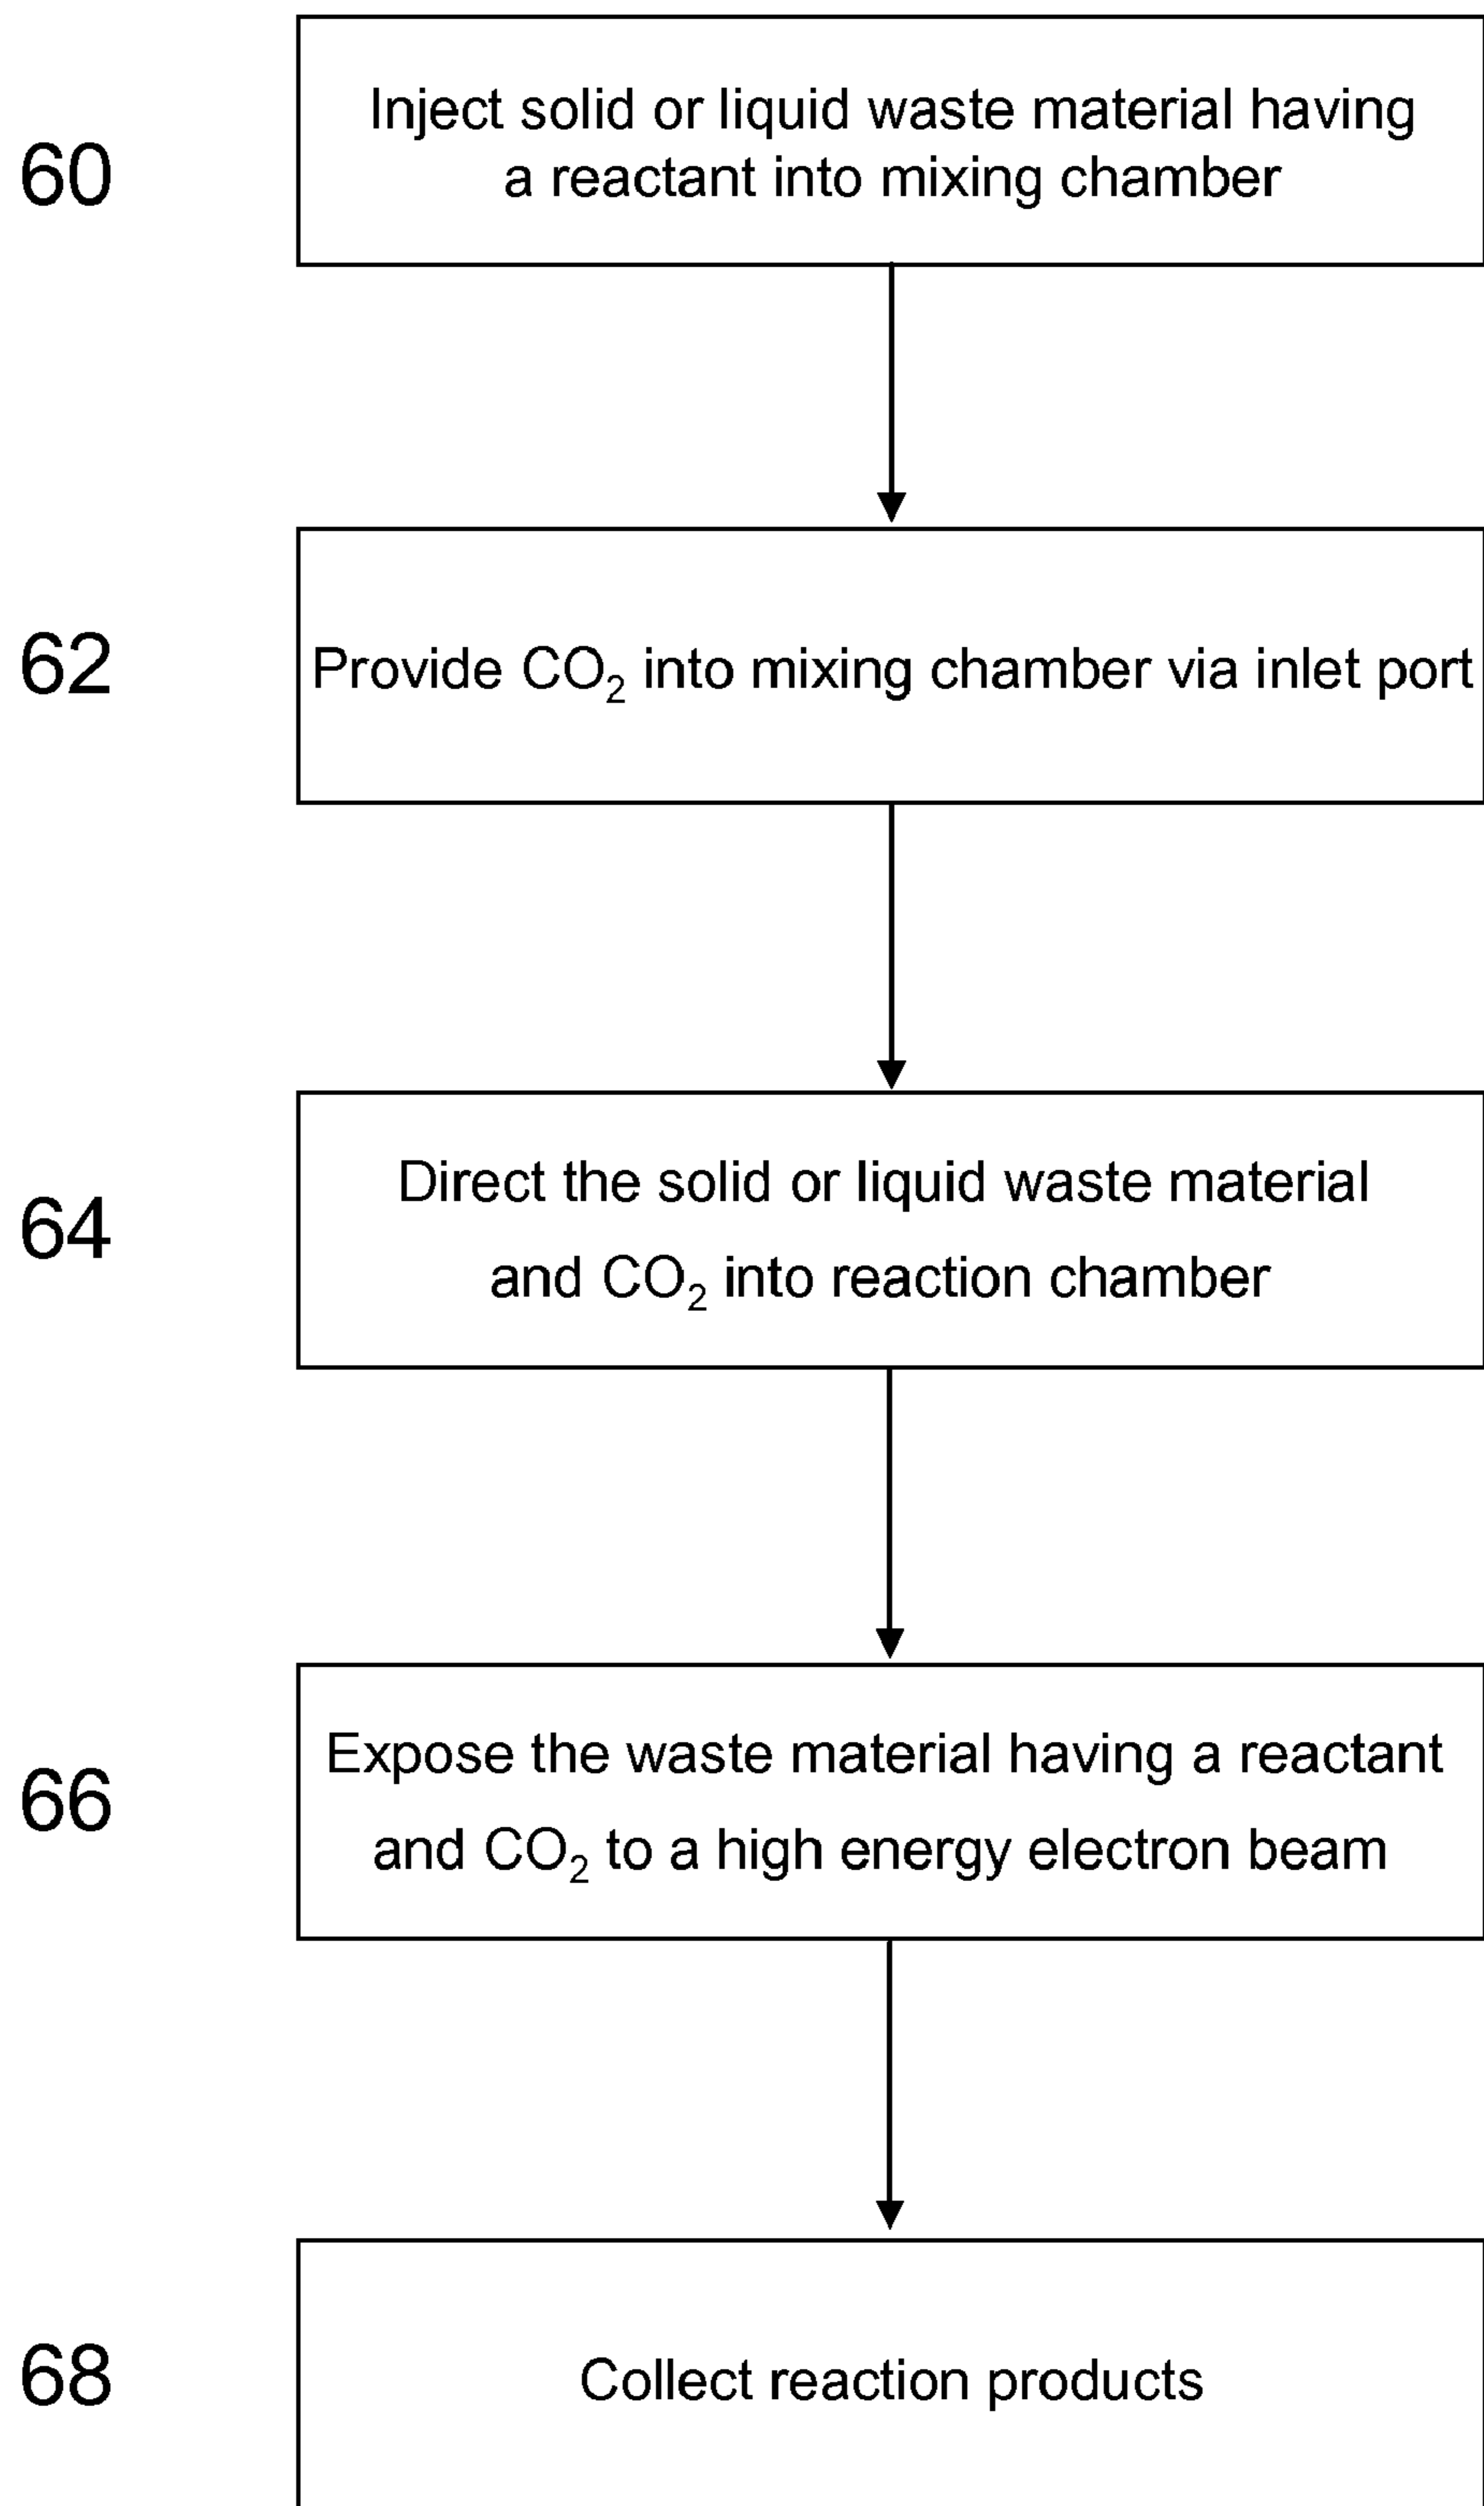 60
Inject solid or liquid waste material having
a reactant into mixing chamber
62
Provide CO₂ into mixing chamber via inlet port
64
Direct the solid or liquid waste material
and CO₂ into reaction chamber
66
Expose the waste material having a reactant
and CO₂ to a high energy electron beam
68
Collect reaction products